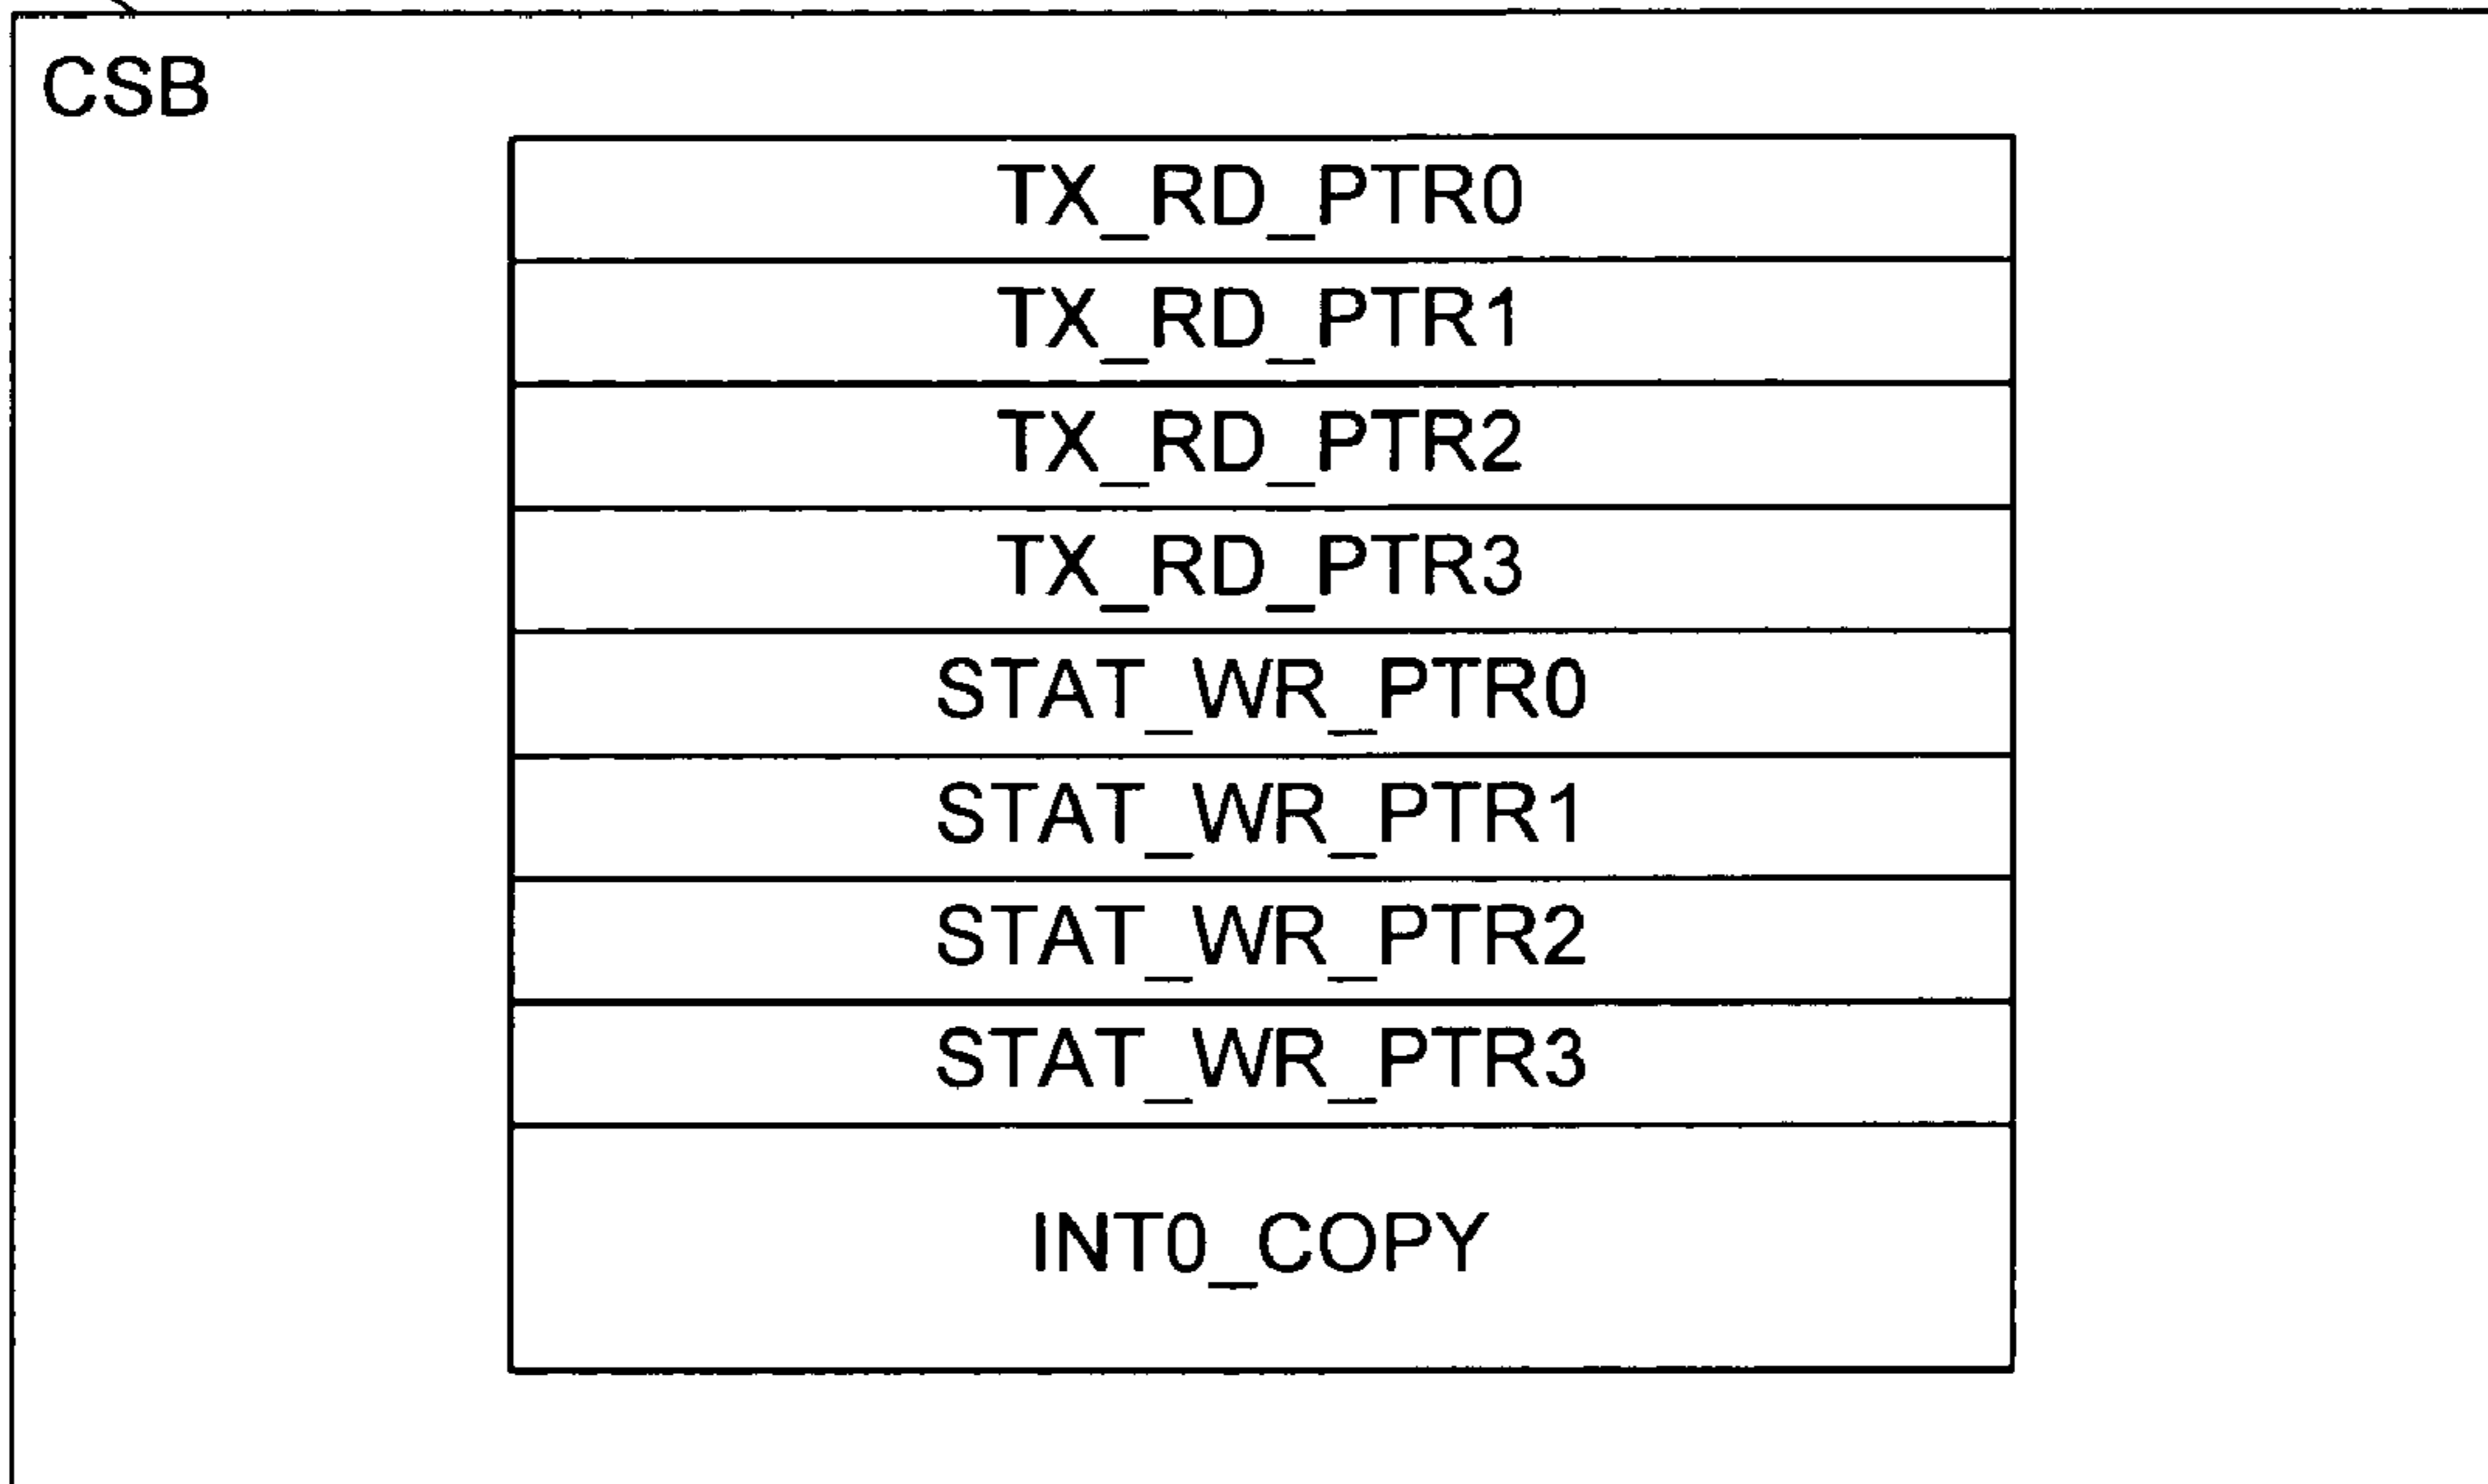 CSB
TX_RD_PTR0
TX_RD_PTR1
TX_RD_PTR2
TX_RD_PTR3
STAT_WR_PTR0
STAT_WR_PTR1
STAT_WR_PTR2
STAT_WR_PTR3
INT0_COPY